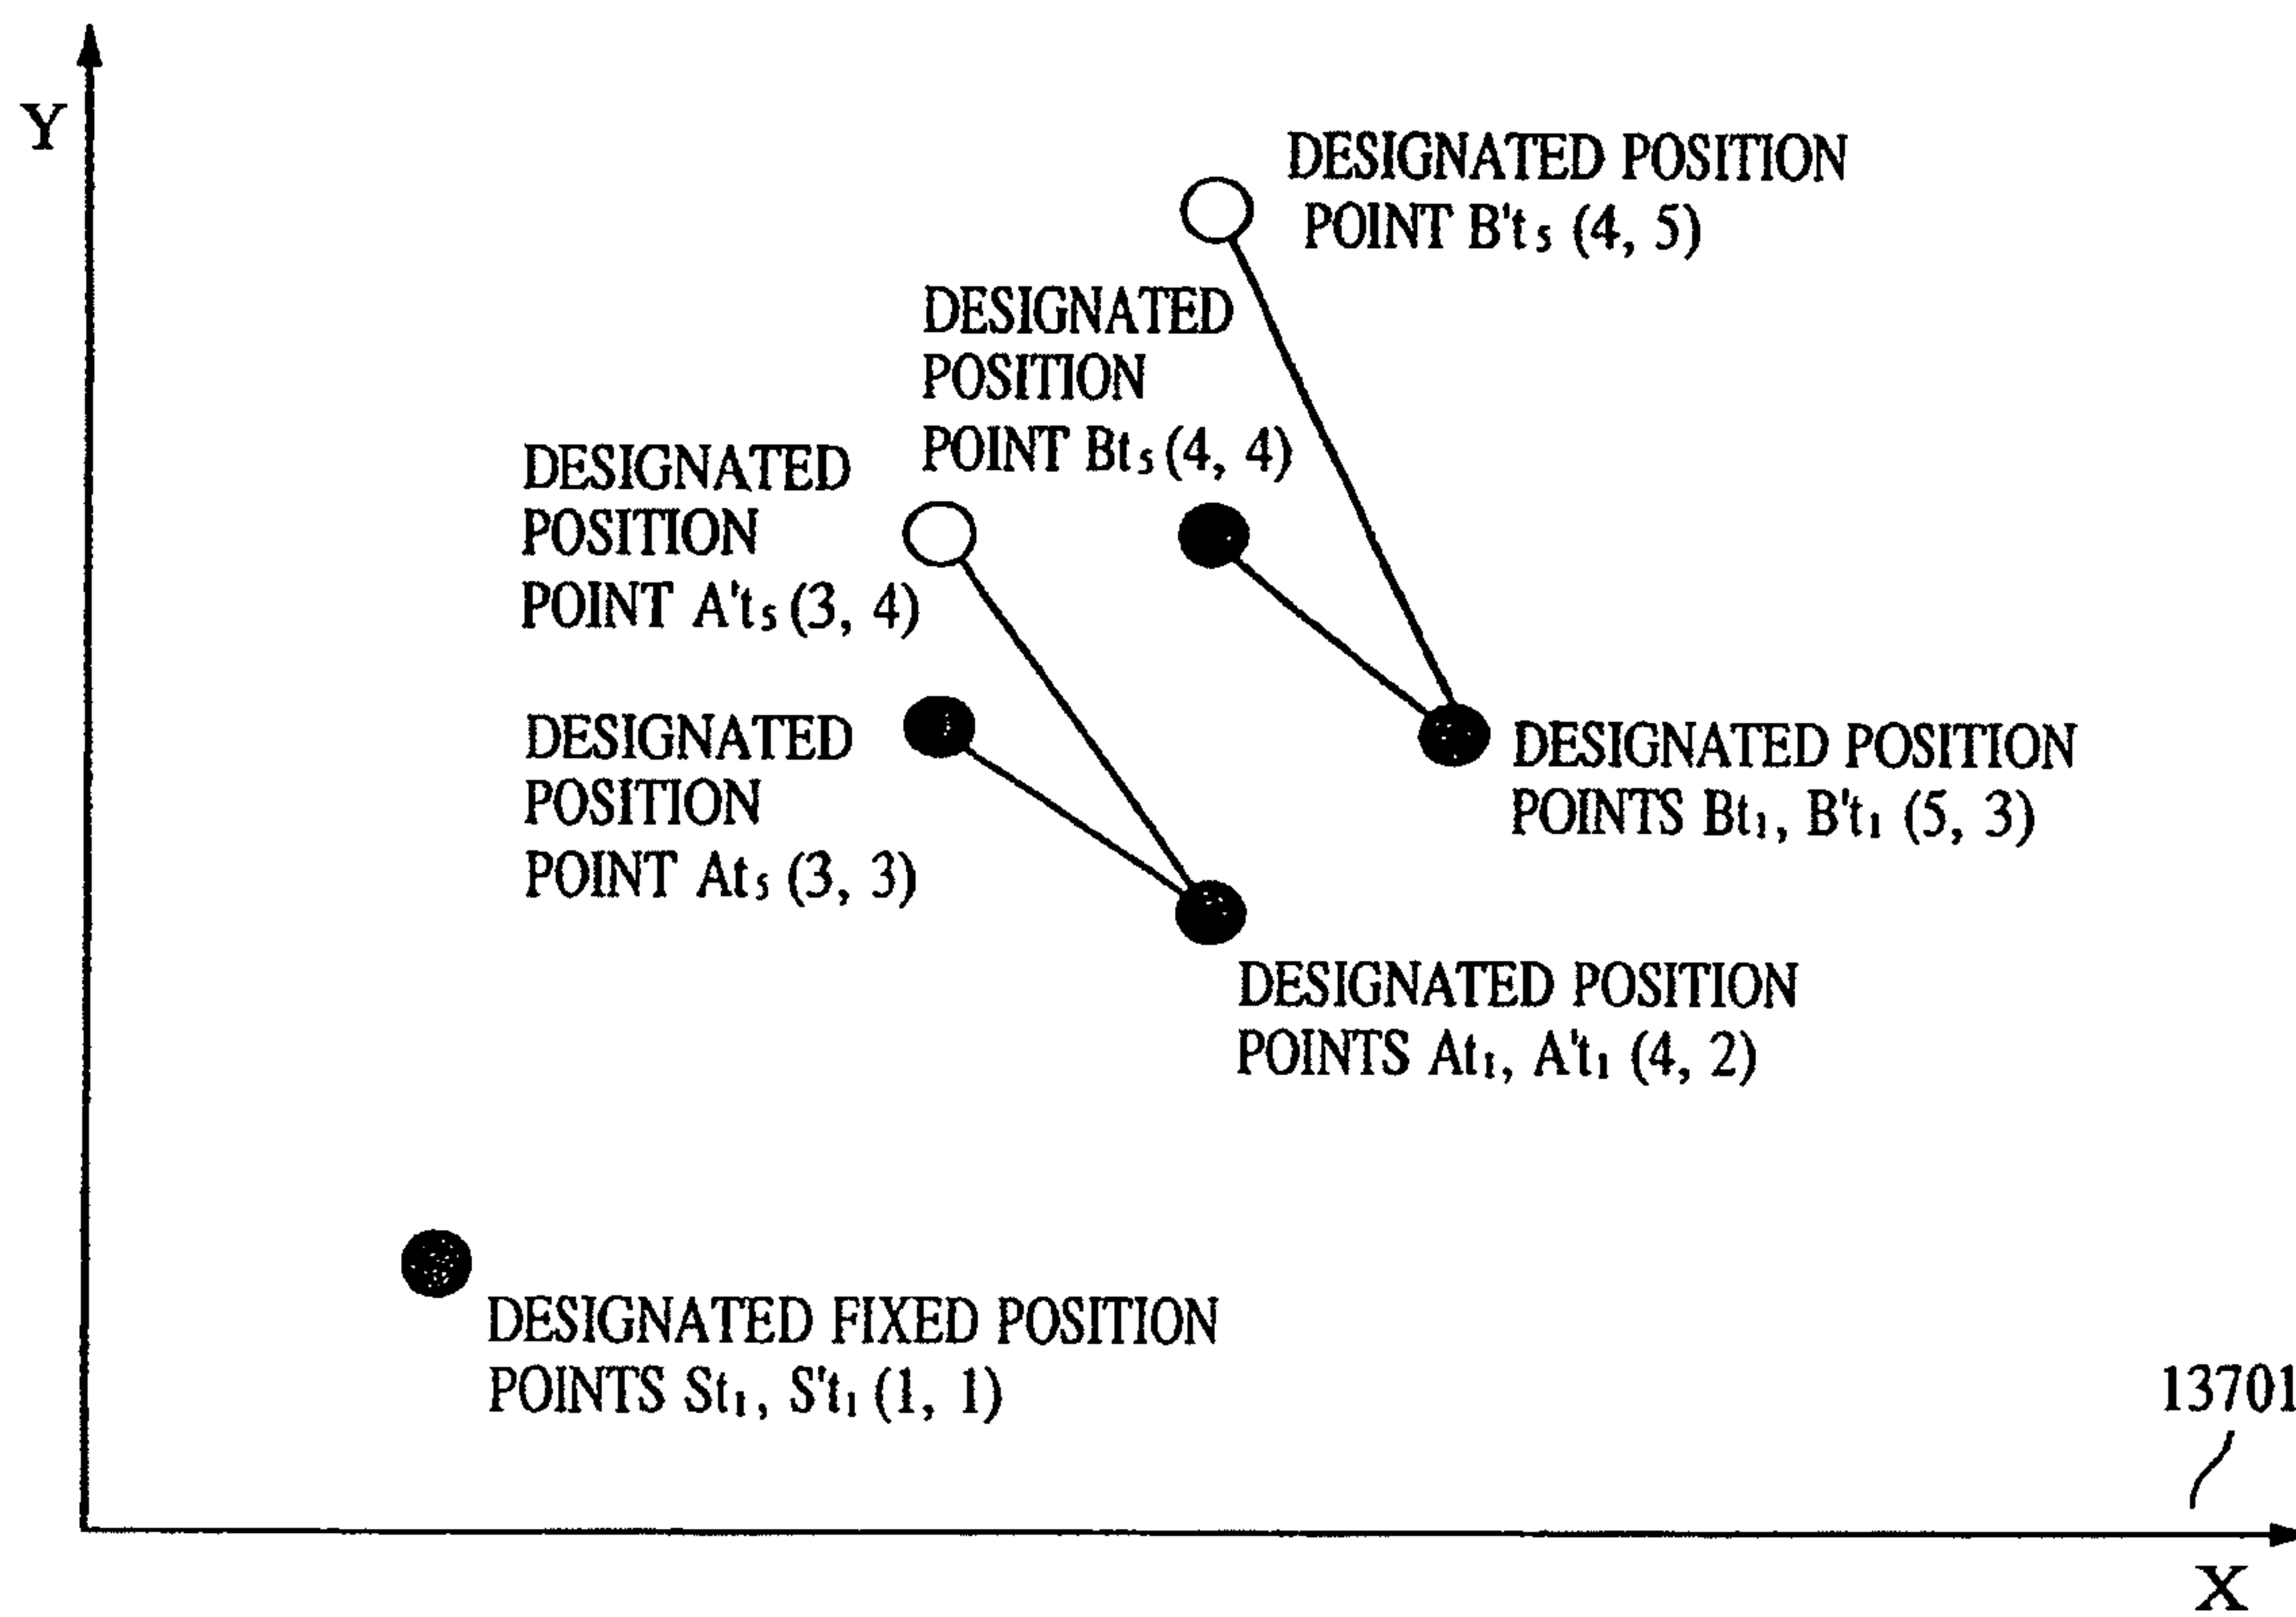 Y
DESIGNATED POSITION
POINT B't₅ (4, 5)
DESIGNATED
POSITION
POINT Bt₅ (4, 4)
DESIGNATED
POSITION
POINT A't₅ (3, 4)
DESIGNATED
POSITION
POINT At₅ (3, 3)
DESIGNATED POSITION
POINTS Bt₁, B't₁ (5, 3)
DESIGNATED POSITION
POINTS At₁, A't₁ (4, 2)
DESIGNATED FIXED POSITION
POINTS St₁, S't₁ (1, 1)
13701
X